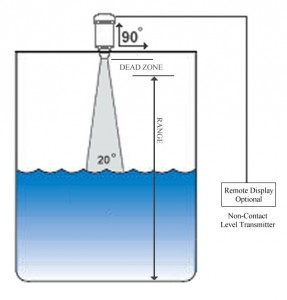 90°
DEAD ZONE
RANGE
20°
Remote Display
Optional
Non-Contact
Level Transmitter